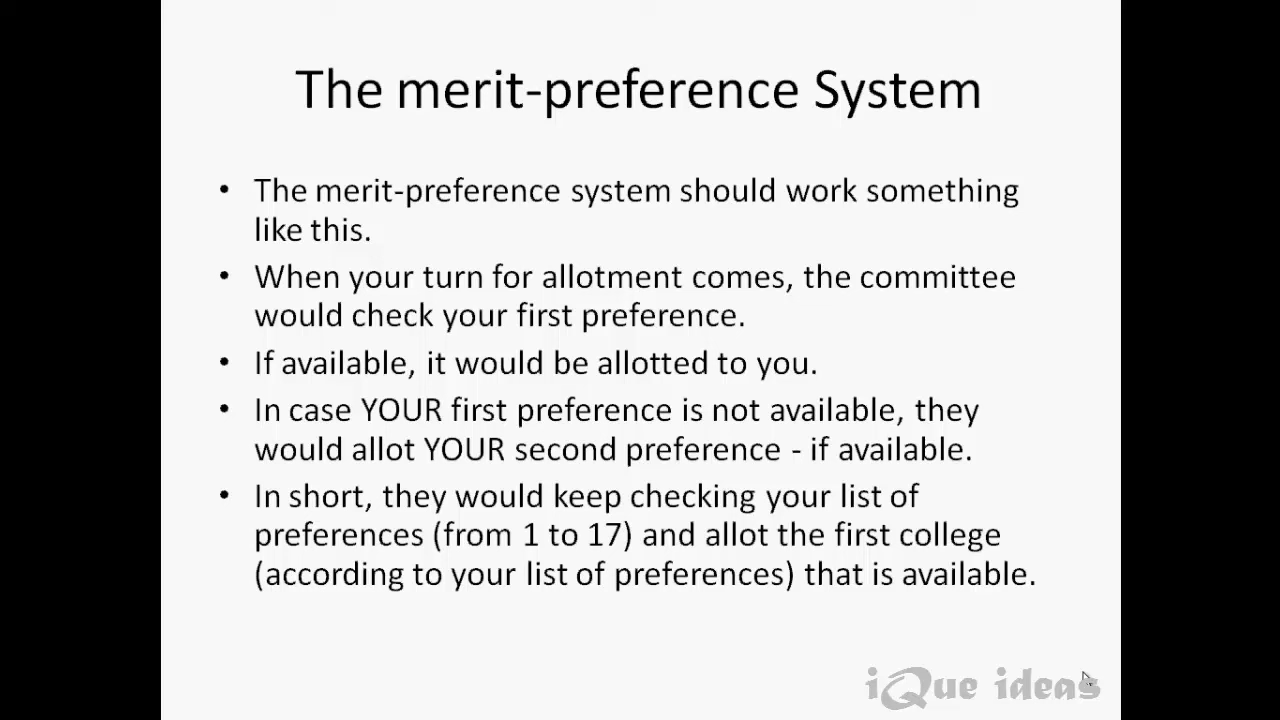 The merit-preference System
• The merit-preference system should work something
like this.
• When your turn for allotment comes, the committee
would check your first preference.
• If available, it would be allotted to you.
• In case YOUR first preference is not available, they
would allot YOUR second preference - if available.
• In short, they would keep checking your list of
preferences (from 1 to 17) and allot the first college
(according to your list of preferences) that is available.
iQue ideas